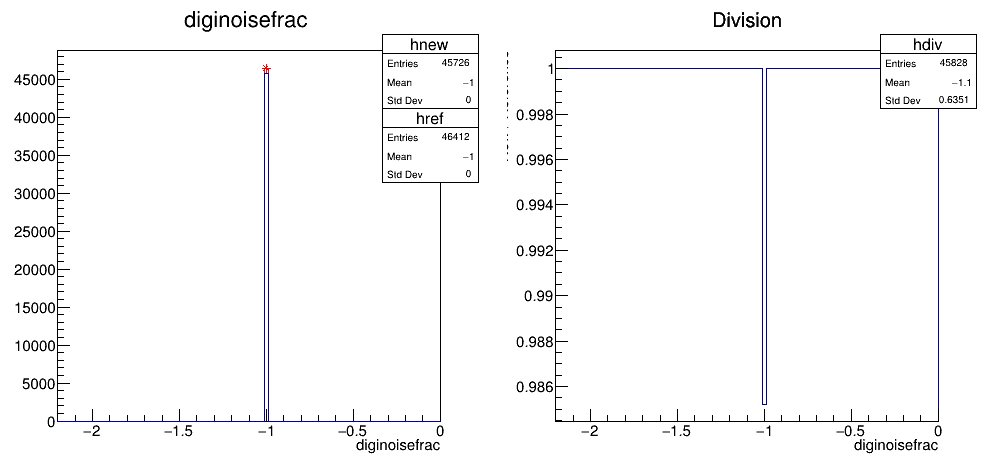 diginoisefrac
hnew
Entries 45726
Mean −1
Std Dev 0
href
Entries 46412
Mean −1
Std Dev 0
45000
40000
35000
30000
25000
20000
15000
10000
5000
0
−2 −1.5 −1 −0.5 0
diginoisefrac
Division
hdiv
Entries 45828
Mean −1.1
Std Dev 0.6351
1
0.998
0.996
0.994
0.992
0.99
0.988
0.986
−2 −1.5 −1 −0.5 0
diginoisefrac